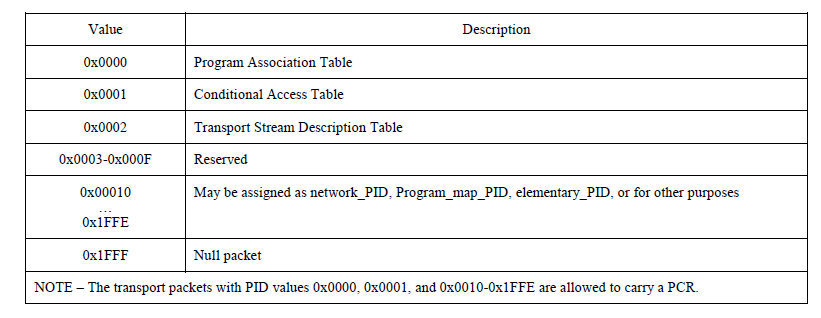 Value Description
0x0000 Program Association Table
0x0001 Conditional Access Table
0x0002 Transport Stream Description Table
0x0003-0x000F Reserved
0x00010 May be assigned as network_PID, Program_map_PID, elementary_PID, or for other purposes
…
0x1FFE
0x1FFF Null packet
NOTE – The transport packets with PID values 0x0000, 0x0001, and 0x0010-0x1FFE are allowed to carry a PCR.